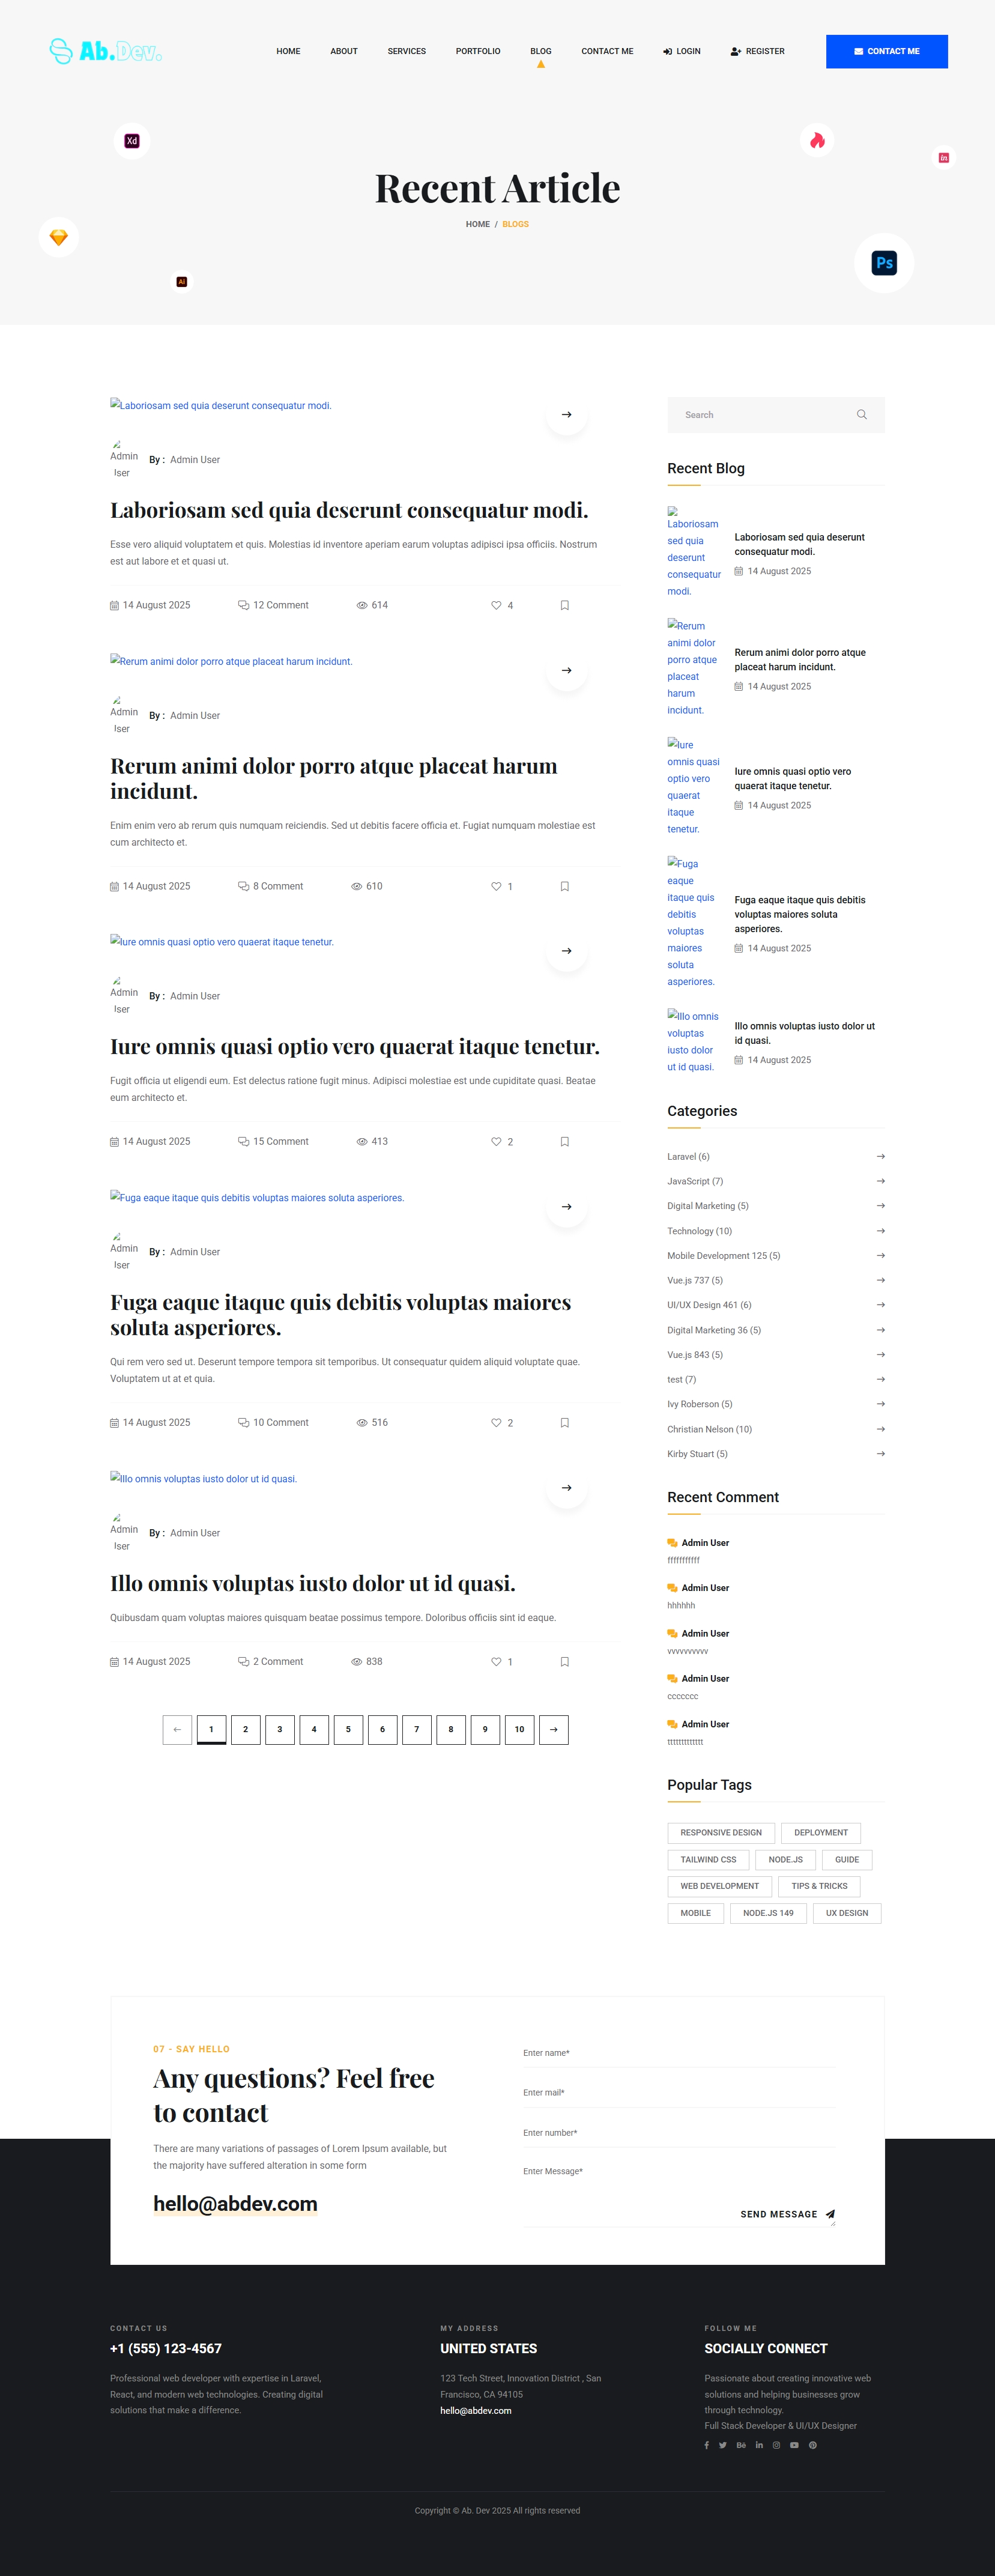 Ab.Dev.
HOME
ABOUT
SERVICES
PORTFOLIO
BLOG
CONTACT ME
LOGIN
REGISTER
CONTACT ME
Xd
in
Recent Article
HOME / BLOGS
Ai
Ps
Laboriosam sed quia deserunt consequatur modi.
Admin
User
By : Admin User
Laboriosam sed quia deserunt consequatur modi.
Esse vero aliquid voluptatem et quis. Molestias id inventore aperiam earum voluptas adipisci ipsa officiis. Nostrum
est aut labore et et quasi ut.
14 August 2025
12 Comment
614
4
Rerum animi dolor porro atque placeat harum incidunt.
Admin
User
By : Admin User
Rerum animi dolor porro atque placeat harum
incidunt.
Enim enim vero ab rerum quis numquam reiciendis. Sed ut debitis facere officia et. Fugiat numquam molestiae est
cum architecto et.
14 August 2025
8 Comment
610
1
Iure omnis quasi optio vero quaerat itaque tenetur.
Admin
User
By : Admin User
Iure omnis quasi optio vero quaerat itaque tenetur.
Fugit officia ut eligendi eum. Est delectus ratione fugit minus. Adipisci molestiae est unde cupiditate quasi. Beatae
eum architecto et.
14 August 2025
15 Comment
413
2
Fuga eaque itaque quis debitis voluptas maiores soluta asperiores.
Admin
User
By : Admin User
Fuga eaque itaque quis debitis voluptas maiores
soluta asperiores.
Qui rem vero sed ut. Deserunt tempore tempora sit temporibus. Ut consequatur quidem aliquid voluptate quae.
Voluptatem ut at et quia.
14 August 2025
10 Comment
516
2
Illo omnis voluptas iusto dolor ut id quasi.
Admin
User
By : Admin User
Illo omnis voluptas iusto dolor ut id quasi.
Quibusdam quam voluptas maiores quisquam beatae possimus tempore. Doloribus officiis sint id eaque.
14 August 2025
2 Comment
838
1
1
2
3
4
5
6
7
8
9
10
Search
Recent Blog
Laboriosam
sed quia
deserunt
consequatur
modi.
Laboriosam sed quia deserunt
consequatur modi.
14 August 2025
Rerum
animi dolor
porro atque
placeat
harum
incidunt.
Rerum animi dolor porro atque
placeat harum incidunt.
14 August 2025
Iure
omnis quasi
optio vero
quaerat
itaque
tenetur.
Iure omnis quasi optio vero
quaerat itaque tenetur.
14 August 2025
Fuga
eaque
itaque quis
debitis
voluptas
maiores
soluta
asperiores.
Fuga eaque itaque quis debitis
voluptas maiores soluta
asperiores.
14 August 2025
Illo omnis
voluptas
iusto dolor
ut id quasi.
Illo omnis voluptas iusto dolor ut
id quasi.
14 August 2025
Categories
Laravel (6)
JavaScript (7)
Digital Marketing (5)
Technology (10)
Mobile Development 125 (5)
Vue.js 737 (5)
UI/UX Design 461 (6)
Digital Marketing 36 (5)
Vue.js 843 (5)
test (7)
Ivy Roberson (5)
Christian Nelson (10)
Kirby Stuart (5)
Recent Comment
Admin User
fffffffffff
Admin User
hhhhhh
Admin User
vvvvvvvvvv
Admin User
ccccccc
Admin User
ttttttttttttt
Popular Tags
RESPONSIVE DESIGN
DEPLOYMENT
TAILWIND CSS
NODE.JS
GUIDE
WEB DEVELOPMENT
TIPS & TRICKS
MOBILE
NODE.JS 149
UX DESIGN
07 - SAY HELLO
Any questions? Feel free
to contact
There are many variations of passages of Lorem Ipsum available, but
the majority have suffered alteration in some form
hello@abdev.com
Enter name*
Enter mail*
Enter number*
Enter Message*
SEND MESSAGE
CONTACT US
+1 (555) 123-4567
Professional web developer with expertise in Laravel,
React, and modern web technologies. Creating digital
solutions that make a difference.
MY ADDRESS
UNITED STATES
123 Tech Street, Innovation District , San
Francisco, CA 94105
hello@abdev.com
FOLLOW ME
SOCIALLY CONNECT
Passionate about creating innovative web
solutions and helping businesses grow
through technology.
Full Stack Developer & UI/UX Designer
Copyright © Ab. Dev 2025 All rights reserved